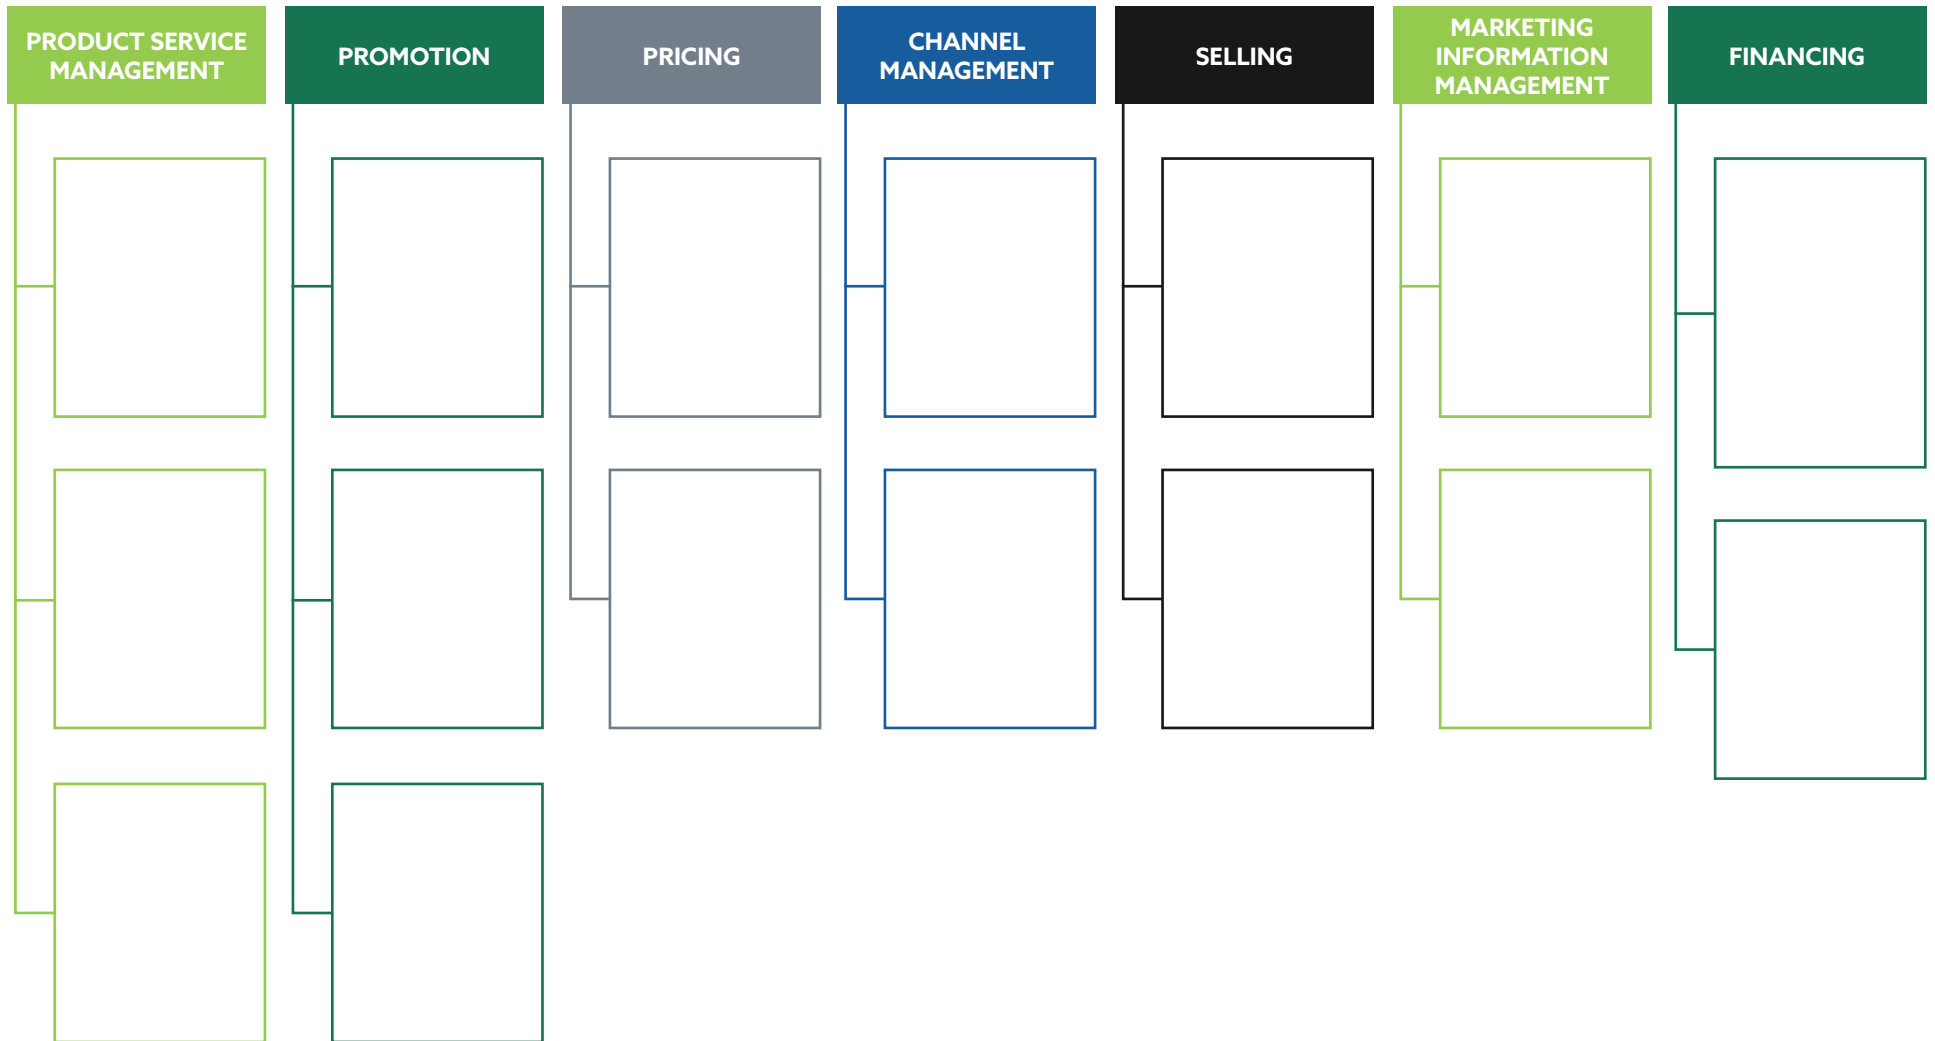 PRODUCT SERVICE
MANAGEMENT
PROMOTION
PRICING
CHANNEL
MANAGEMENT
SELLING
MARKETING
INFORMATION
MANAGEMENT
FINANCING